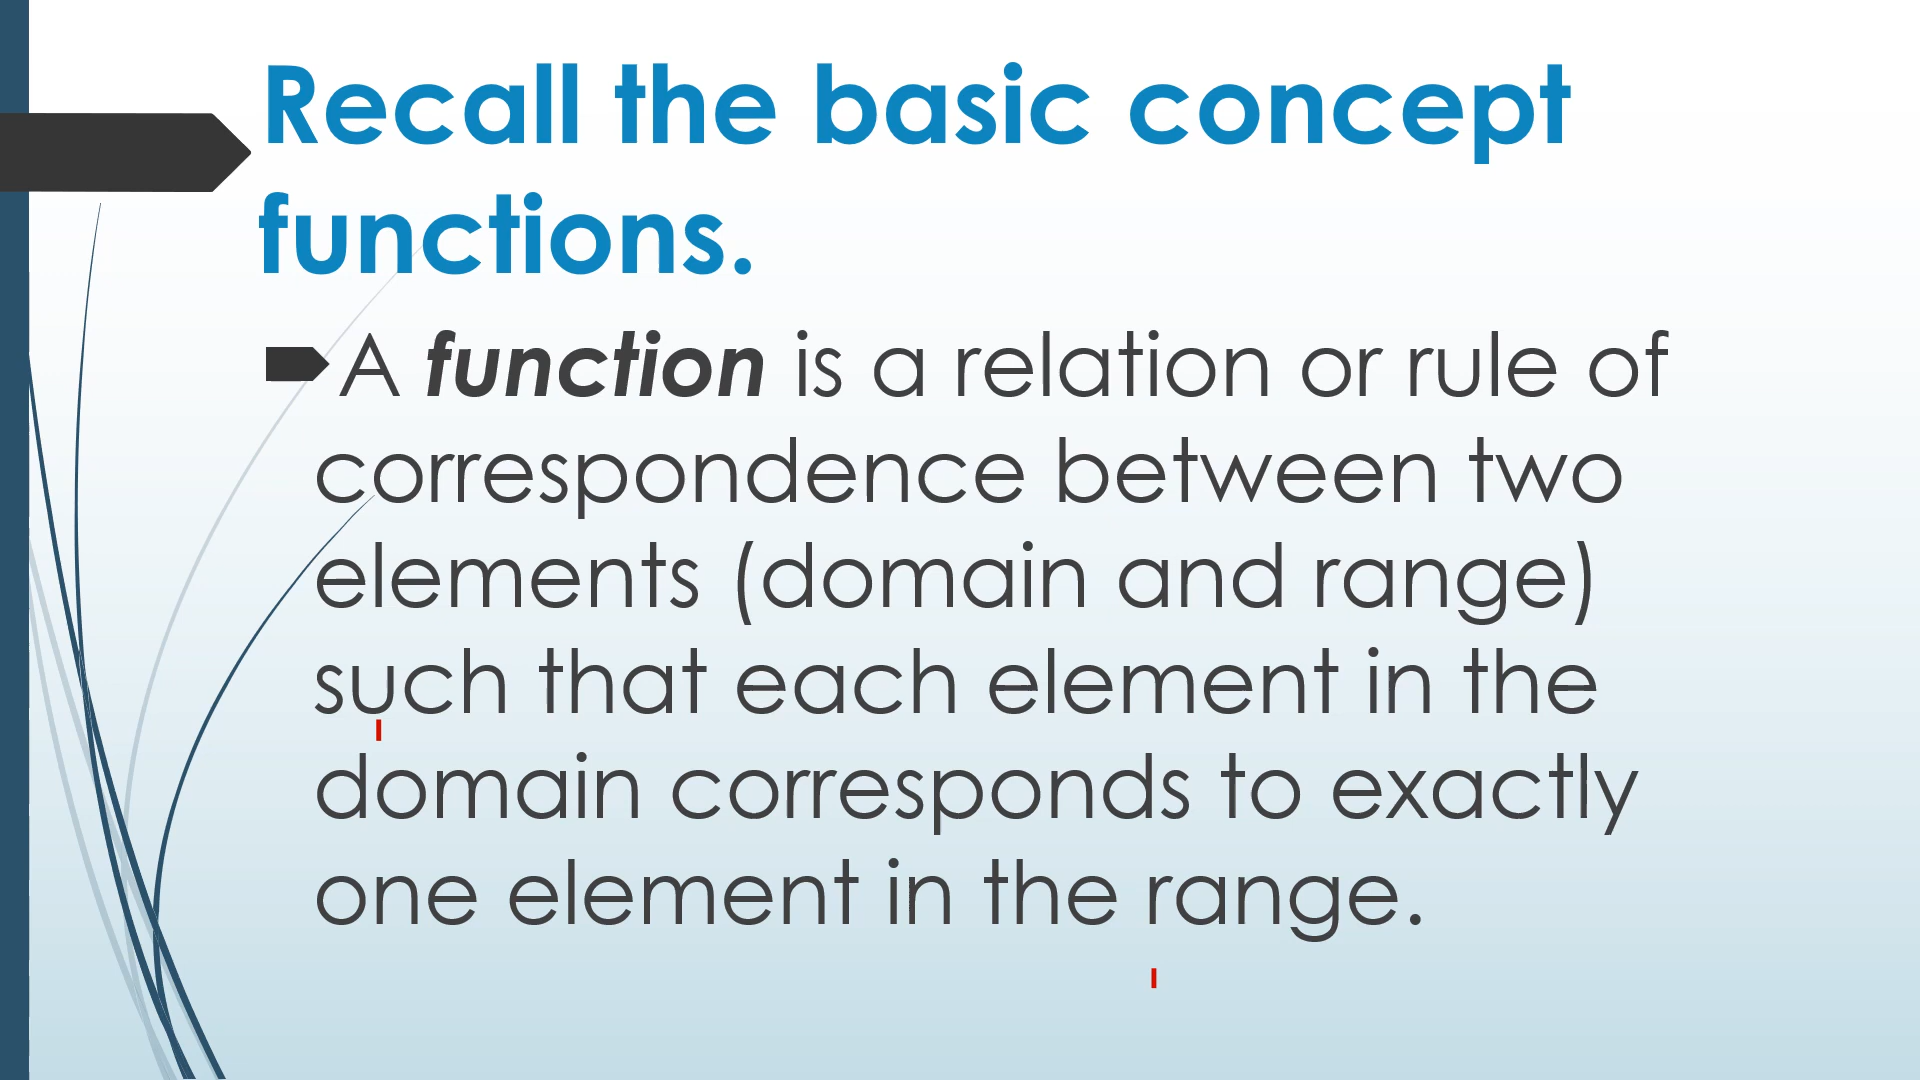 Recall the basic concept
functions.
A function is a relation or rule of
correspondence between two
elements (domain and range)
such that each element in the
domain corresponds to exactly
one element in the range.